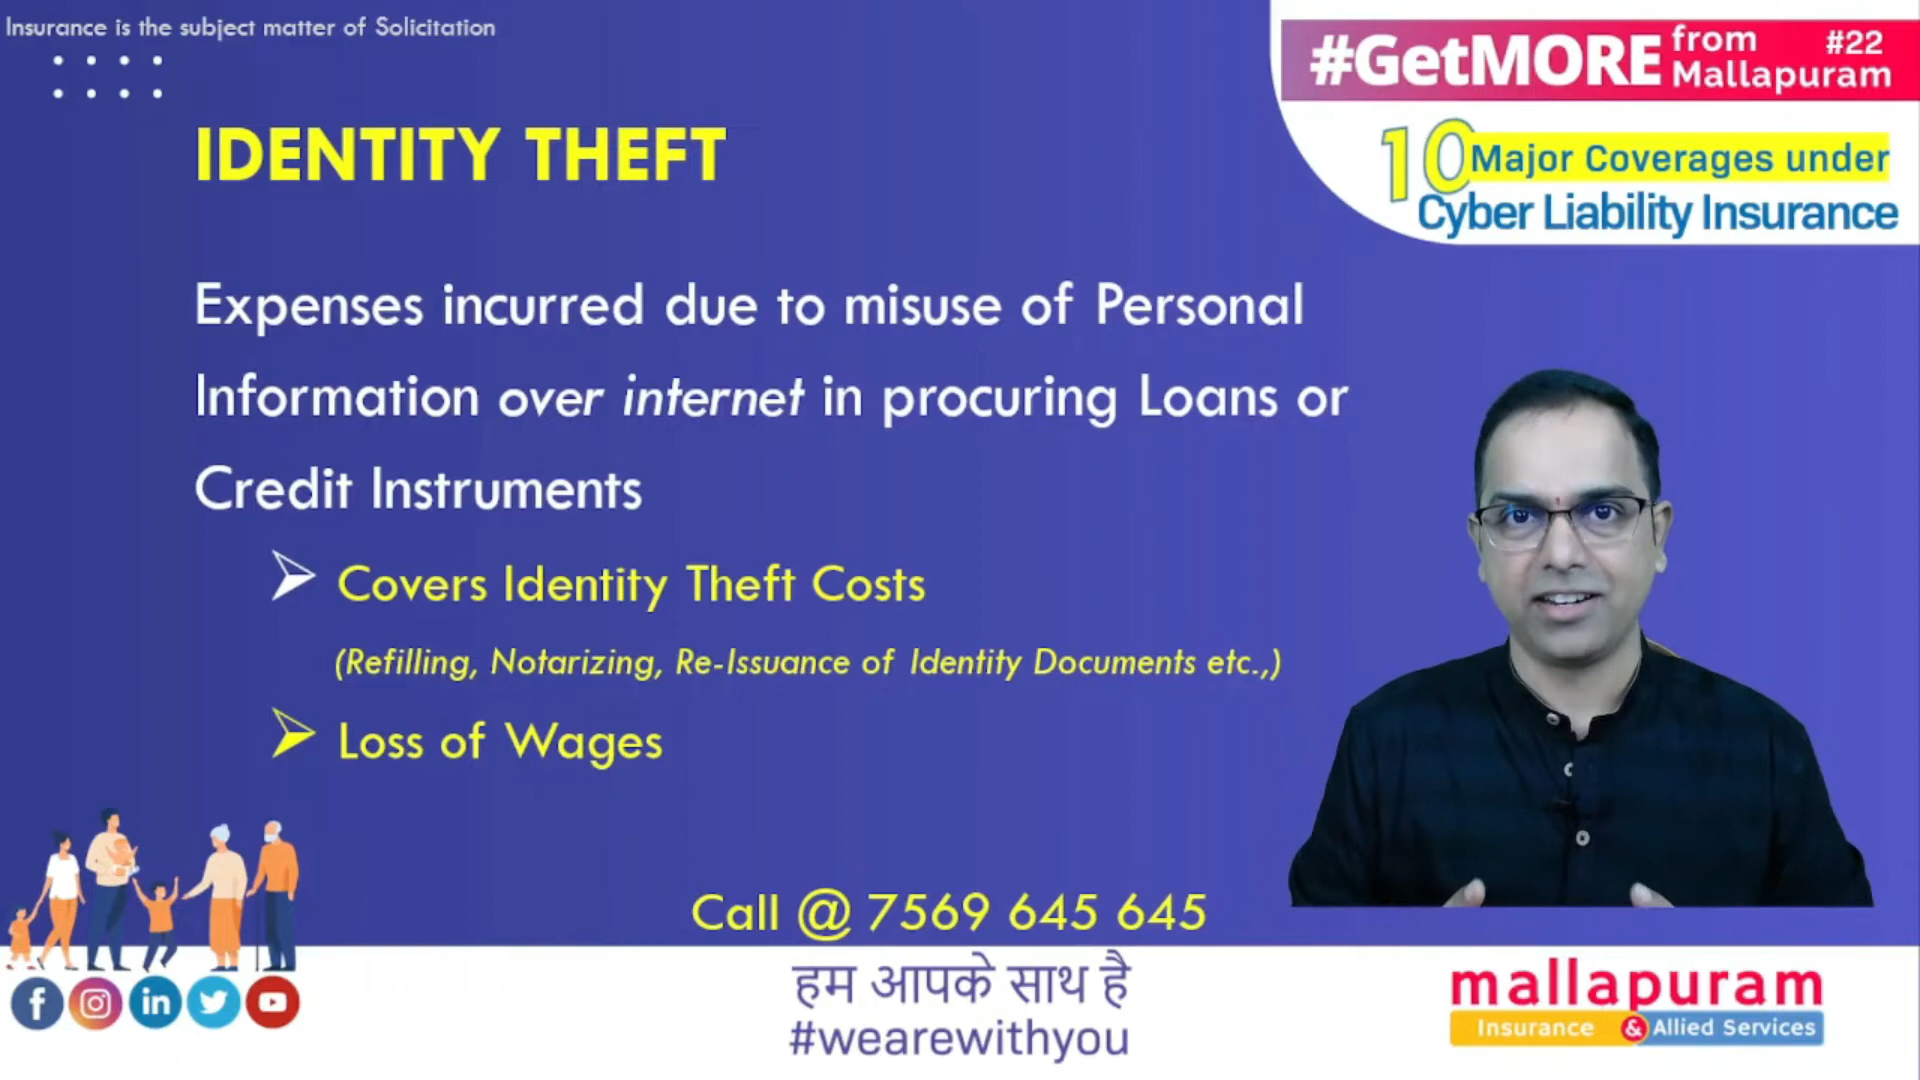 Insurance is the subject matter of Solicitation
#GetMORE from Mallapuram #22
10 Major Coverages under
Cyber Liability Insurance
IDENTITY THEFT
Expenses incurred due to misuse of Personal
Information over internet in procuring Loans or
Credit Instruments
Covers Identity Theft Costs
(Refilling, Notarizing, Re-Issuance of Identity Documents etc.,)
Loss of Wages
Call @ 7569 645 645
हम आपके साथ है
#wearewithyou
mallapuram
Insurance & Allied Services